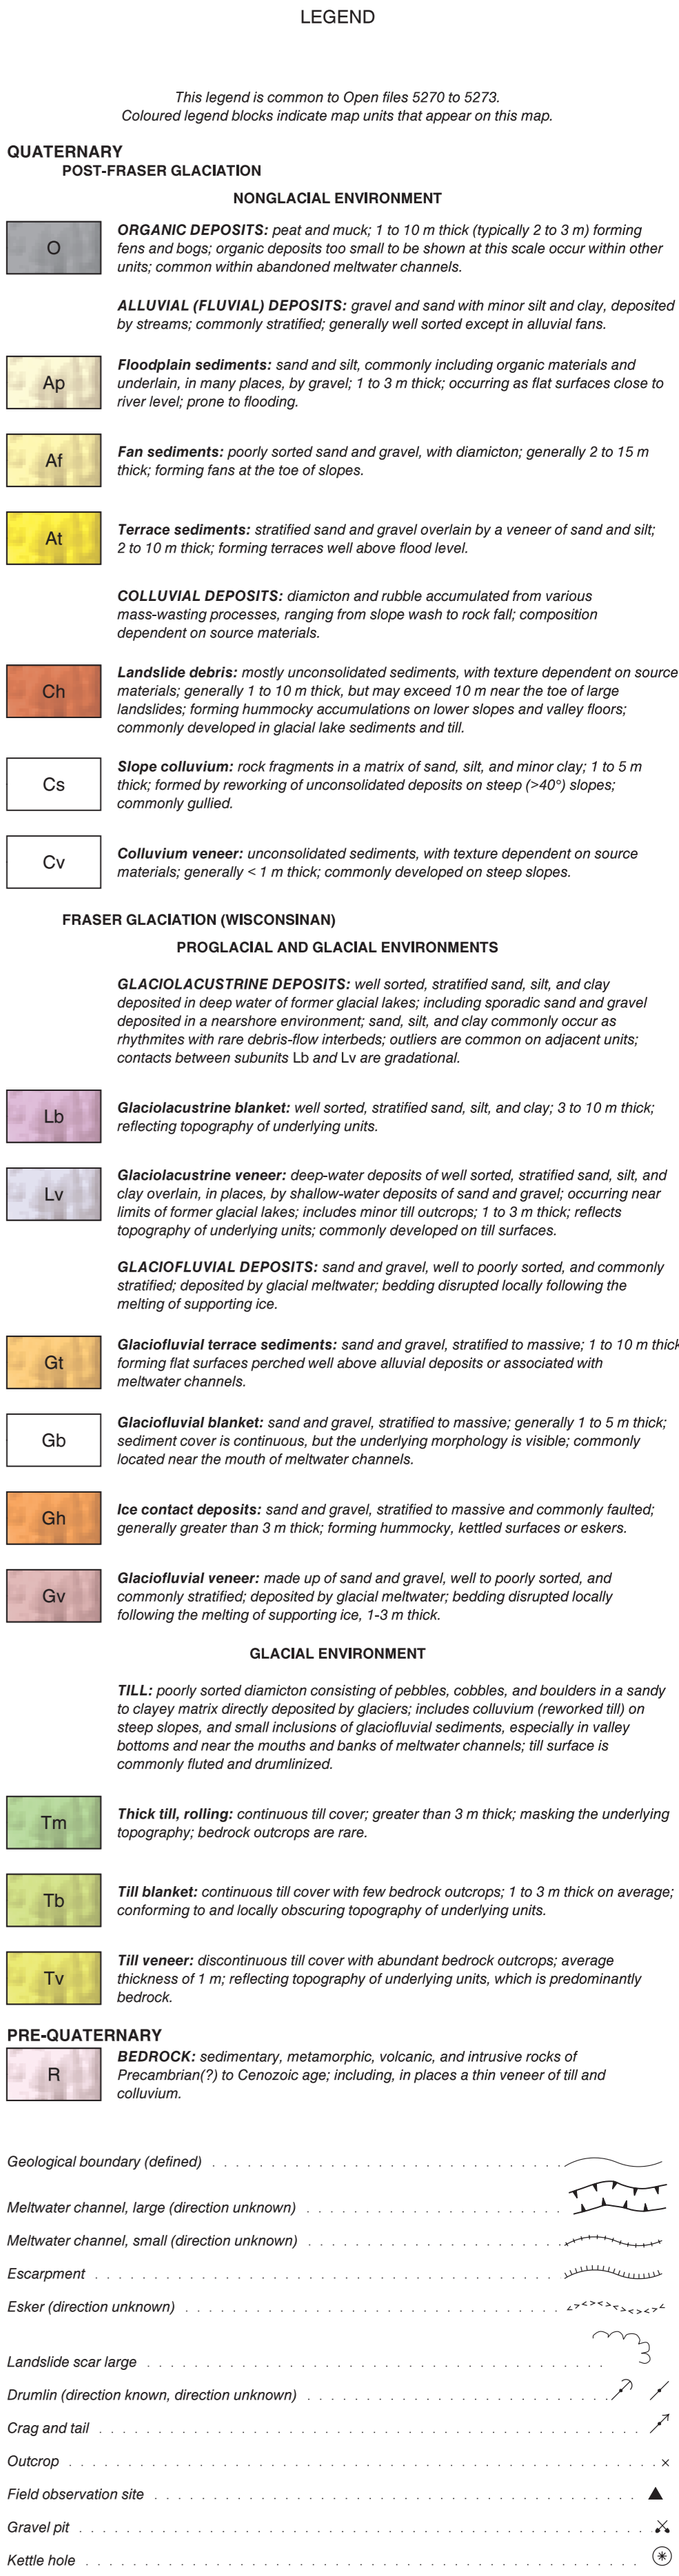 LEGEND
This legend is common to Open files 5270 to 5273.
Coloured legend blocks indicate map units that appear on this map.
QUATERNARY
POST-FRASER GLACIATION
NONGLACIAL ENVIRONMENT
O
ORGANIC DEPOSITS: peat and muck; 1 to 10 m thick (typically 2 to 3 m) forming
fens and bogs; organic deposits too small to be shown at this scale occur within other
units; common within abandoned meltwater channels.
ALLUVIAL (FLUVIAL) DEPOSITS: gravel and sand with minor silt and clay, deposited
by streams; commonly stratified; generally well sorted except in alluvial fans.
Ap
Floodplain sediments: sand and silt, commonly including organic materials and
underlain, in many places, by gravel; 1 to 3 m thick; occurring as flat surfaces close to
river level; prone to flooding.
Af
Fan sediments: poorly sorted sand and gravel, with diamicton; generally 2 to 15 m
thick; forming fans at the toe of slopes.
At
Terrace sediments: stratified sand and gravel overlain by a veneer of sand and silt;
2 to 10 m thick; forming terraces well above flood level.
COLLUVIAL DEPOSITS: diamicton and rubble accumulated from various
mass-wasting processes, ranging from slope wash to rock fall; composition
dependent on source materials.
Ch
Landslide debris: mostly unconsolidated sediments, with texture dependent on source
materials; generally 1 to 10 m thick, but may exceed 10 m near the toe of large
landslides; forming hummocky accumulations on lower slopes and valley floors;
commonly developed in glacial lake sediments and till.
Cs
Slope colluvium: rock fragments in a matrix of sand, silt, and minor clay; 1 to 5 m
thick; formed by reworking of unconsolidated deposits on steep (>40°) slopes;
commonly gullied.
Cv
Colluvium veneer: unconsolidated sediments, with texture dependent on source
materials; generally < 1 m thick; commonly developed on steep slopes.
FRASER GLACIATION (WISCONSINAN)
PROGLACIAL AND GLACIAL ENVIRONMENTS
GLACIOLACUSTRINE DEPOSITS: well sorted, stratified sand, silt, and clay
deposited in deep water of former glacial lakes; including sporadic sand and gravel
deposited in a nearshore environment; sand, silt, and clay commonly occur as
rhythmites with rare debris-flow interbeds; outliers are common on adjacent units;
contacts between subunits Lb and Lv are gradational.
Lb
Glaciolacustrine blanket: well sorted, stratified sand, silt, and clay; 3 to 10 m thick;
reflecting topography of underlying units.
Lv
Glaciolacustrine veneer: deep-water deposits of well sorted, stratified sand, silt, and
clay overlain, in places, by shallow-water deposits of sand and gravel; occurring near
limits of former glacial lakes; includes minor till outcrops; 1 to 3 m thick; reflects
topography of underlying units; commonly developed on till surfaces.
GLACIOFLUVIAL DEPOSITS: sand and gravel, well to poorly sorted, and commonly
stratified; deposited by glacial meltwater; bedding disrupted locally following the
melting of supporting ice.
Gt
Glaciofluvial terrace sediments: sand and gravel, stratified to massive; 1 to 10 m thick
forming flat surfaces perched well above alluvial deposits or associated with
meltwater channels.
Gb
Glaciofluvial blanket: sand and gravel, stratified to massive; generally 1 to 5 m thick;
sediment cover is continuous, but the underlying morphology is visible; commonly
located near the mouth of meltwater channels.
Gh
Ice contact deposits: sand and gravel, stratified to massive and commonly faulted;
generally greater than 3 m thick; forming hummocky, kettled surfaces or eskers.
Gv
Glaciofluvial veneer: made up of sand and gravel, well to poorly sorted, and
commonly stratified; deposited by glacial meltwater; bedding disrupted locally
following the melting of supporting ice, 1-3 m thick.
GLACIAL ENVIRONMENT
TILL: poorly sorted diamicton consisting of pebbles, cobbles, and boulders in a sandy
to clayey matrix directly deposited by glaciers; includes colluvium (reworked till) on
steep slopes, and small inclusions of glaciofluvial sediments, especially in valley
bottoms and near the mouths and banks of meltwater channels; till surface is
commonly fluted and drumlinized.
Tm
Thick till, rolling: continuous till cover; greater than 3 m thick; masking the underlying
topography; bedrock outcrops are rare.
Tb
Till blanket: continuous till cover with few bedrock outcrops; 1 to 3 m thick on average;
conforming to and locally obscuring topography of underlying units.
Tv
Till veneer: discontinuous till cover with abundant bedrock outcrops; average
thickness of 1 m; reflecting topography of underlying units, which is predominantly
bedrock.
PRE-QUATERNARY
R
BEDROCK: sedimentary, metamorphic, volcanic, and intrusive rocks of
Precambrian(?) to Cenozoic age; including, in places a thin veneer of till and
colluvium.
Geological boundary (defined)
Meltwater channel, large (direction unknown)
Meltwater channel, small (direction unknown)
Escarpment
Esker (direction unknown)
Landslide scar large
Drumlin (direction known, direction unknown)
Crag and tail
Outcrop
Field observation site
Gravel pit
Kettle hole